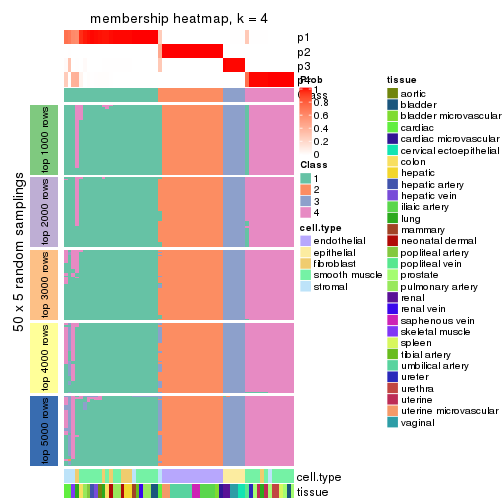 membership heatmap, k = 4
p1
p2
p3
p4
Class
50 x 5 random samplings
top 1000 rows
top 2000 rows
top 3000 rows
top 4000 rows
top 5000 rows
cell.type
tissue
Prob
1
0.8
0.6
0.4
0.2
0
Class
1
2
3
4
cell.type
endothelial
epithelial
fibroblast
smooth muscle
stromal
tissue
aortic
bladder
bladder microvascular
cardiac
cardiac microvascular
cervical ectoepithelial
colon
hepatic
hepatic artery
hepatic vein
iliaic artery
lung
mammary
neonatal dermal
popliteal artery
popliteal vein
prostate
pulmonary artery
renal
renal vein
saphenous vein
skeletal muscle
spleen
tibial artery
umbilical artery
ureter
urethra
uterine
uterine microvascular
vaginal